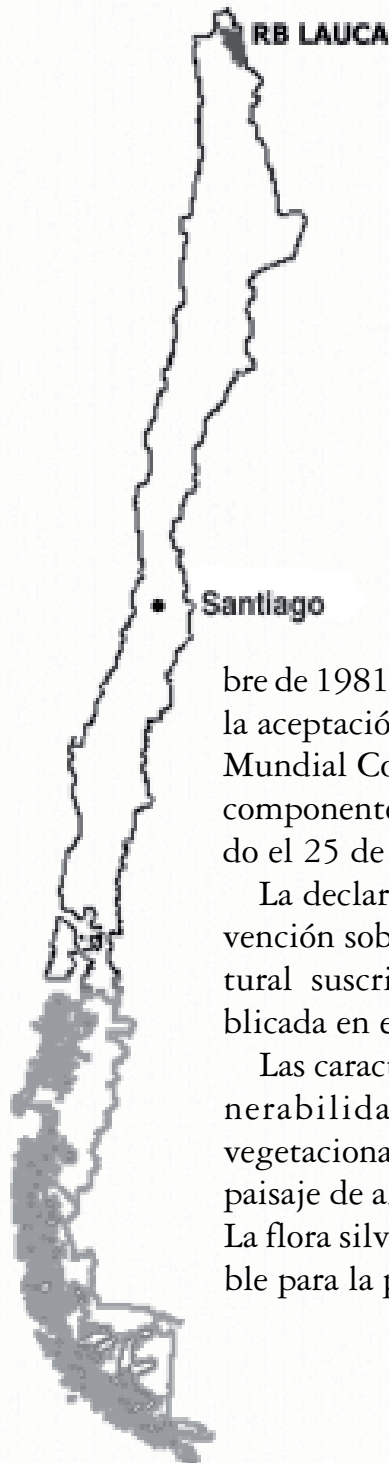 RB LAUCA
Santiago
bre de 1981
la aceptació
Mundial Co
componente
do el 25 de
La declar
vención sob
tural suscri
blicada en e
Las caract
nerabilida
vegetaciona
paisaje de a
La flora silv
ble para la p